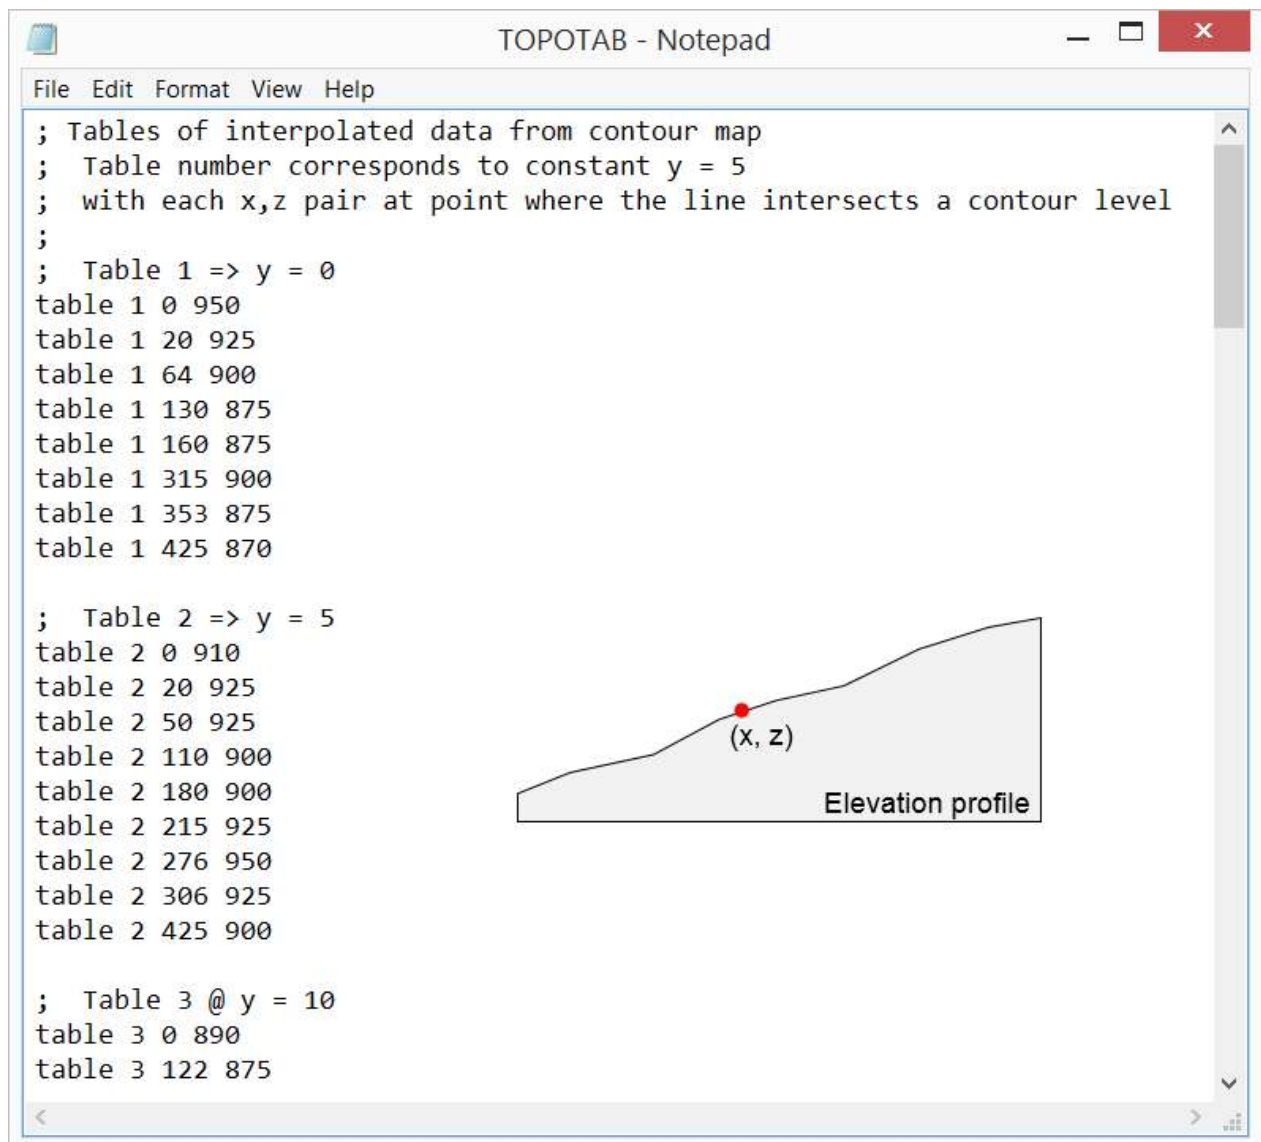 TOPOTAB - Notepad
File Edit Format View Help
; Tables of interpolated data from contour map
;  Table number corresponds to constant y = 5
;  with each x,z pair at point where the line intersects a contour level
;
;  Table 1 => y = 0
table 1 0 950
table 1 20 925
table 1 64 900
table 1 130 875
table 1 160 875
table 1 315 900
table 1 353 875
table 1 425 870
;  Table 2 => y = 5
table 2 0 910
table 2 20 925
table 2 50 925
table 2 110 900
table 2 180 900
table 2 215 925
table 2 276 950
table 2 306 925
table 2 425 900
(x, z)
Elevation profile
;  Table 3 @ y = 10
table 3 0 890
table 3 122 875